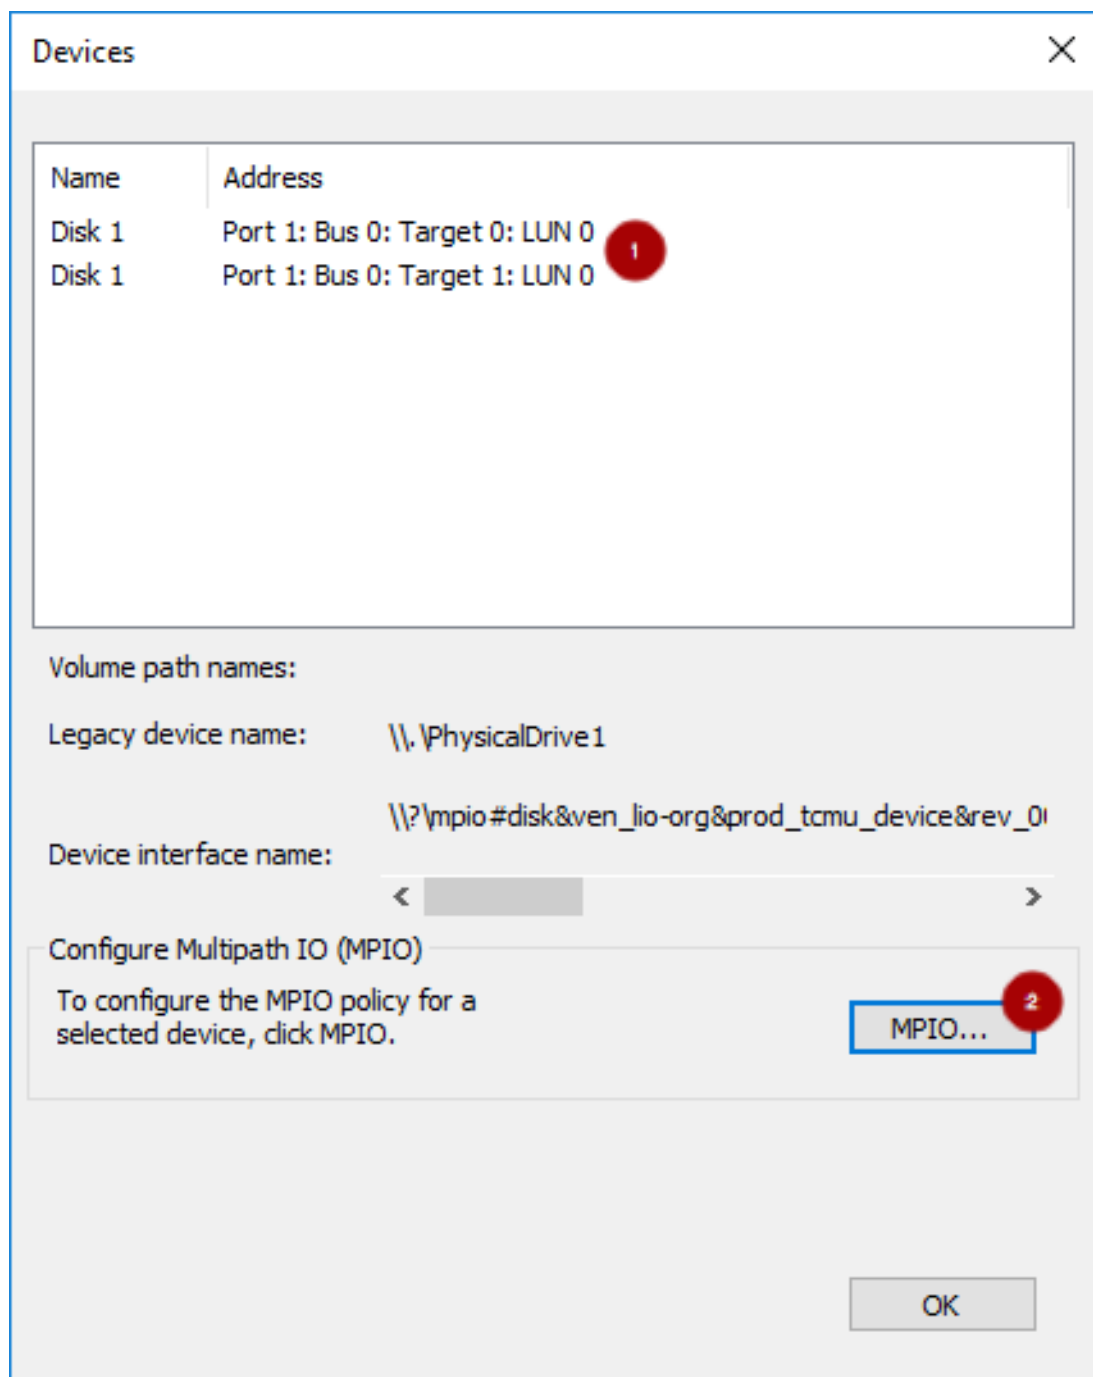 Devices
Name Address
Disk 1 Port 1: Bus 0: Target 0: LUN 0
1
Disk 1 Port 1: Bus 0: Target 1: LUN 0
Volume path names:
Legacy device name: \\.\PhysicalDrive1
\\?\mpio#disk&ven_lio-org&prod_tcmu_device&rev_0
Device interface name:
Configure Multipath IO (MPIO)
To configure the MPIO policy for a
selected device, click MPIO.
2
MPIO...
OK